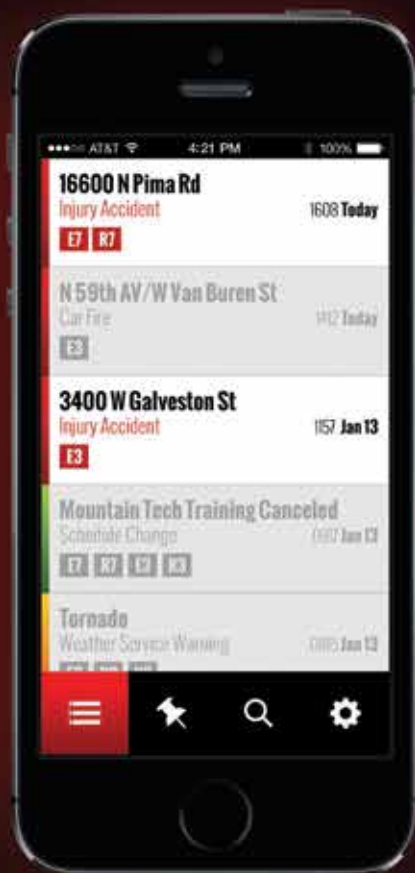 AT&T 4:21 PM 100%
16600 N Pima Rd
Injury Accident 1608 Today
E7 R7
N 59th AV/W Van Buren St
Car Fire 1412 Today
E3
3400 W Galveston St
Injury Accident 1157 Jan 13
E3
Mountain Tech Training Canceled
Schedule Change Jan 13
E7 R7 E3 R3
Tornado
Weather Service Warning Jan 13